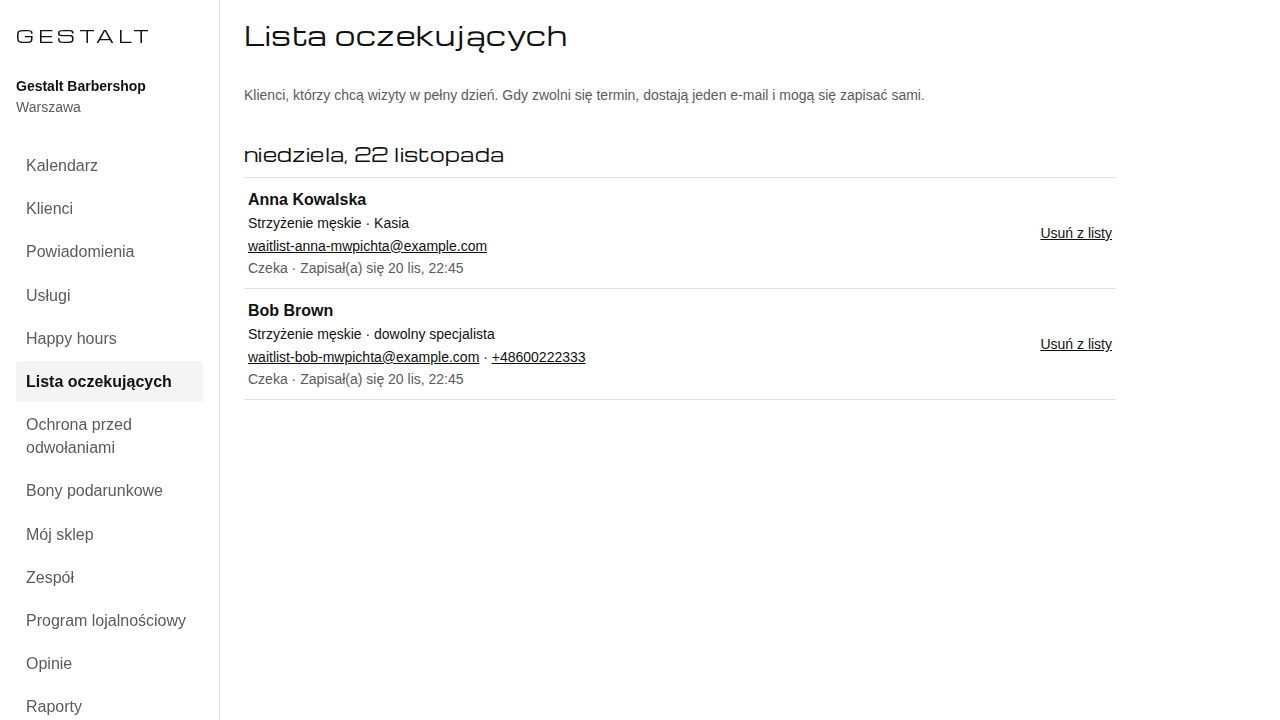 GESTALT
Gestalt Barbershop
Warszawa
Kalendarz
Klienci
Powiadomienia
Usługi
Happy hours
Lista oczekujących
Ochrona przed
odwołaniami
Bony podarunkowe
Mój sklep
Zespół
Program lojalnościowy
Opinie
Raporty
Lista oczekujących
Klienci, którzy chcą wizyty w pełny dzień. Gdy zwolni się termin, dostają jeden e-mail i mogą się zapisać sami.
niedziela, 22 listopada
Anna Kowalska
Strzyżenie męskie · Kasia
waitlist-anna-mwpichta@example.com
Czeka · Zapisał(a) się 20 lis, 22:45
Usuń z listy
Bob Brown
Strzyżenie męskie · dowolny specjalista
waitlist-bob-mwpichta@example.com · +48600222333
Czeka · Zapisał(a) się 20 lis, 22:45
Usuń z listy